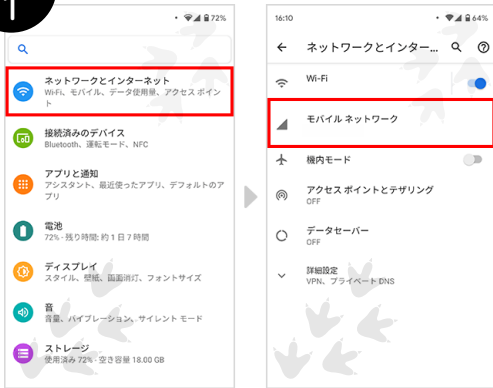 1
72%
ネットワークとインターネット
Wi-Fi、モバイル、データ使用量、アクセス ポイン
ト
接続済みのデバイス
Bluetooth、運転モード、NFC
アプリと通知
アシスタント、最近使ったアプリ、デフォルトのア
プリ
電池
72% - 残り時間: 約 1 日 7 時間
ディスプレイ
スタイル、壁紙、画面消灯、フォントサイズ
音
音量、バイブレーション、サイレント モード
ストレージ
使用済み 72% - 空き容量 18.00 GB
16:10
64%
ネットワークとインター...
Wi-Fi
モバイル ネットワーク
機内モード
アクセス ポイントとテザリング
OFF
データセーバー
OFF
詳細設定
VPN、プライベート DNS